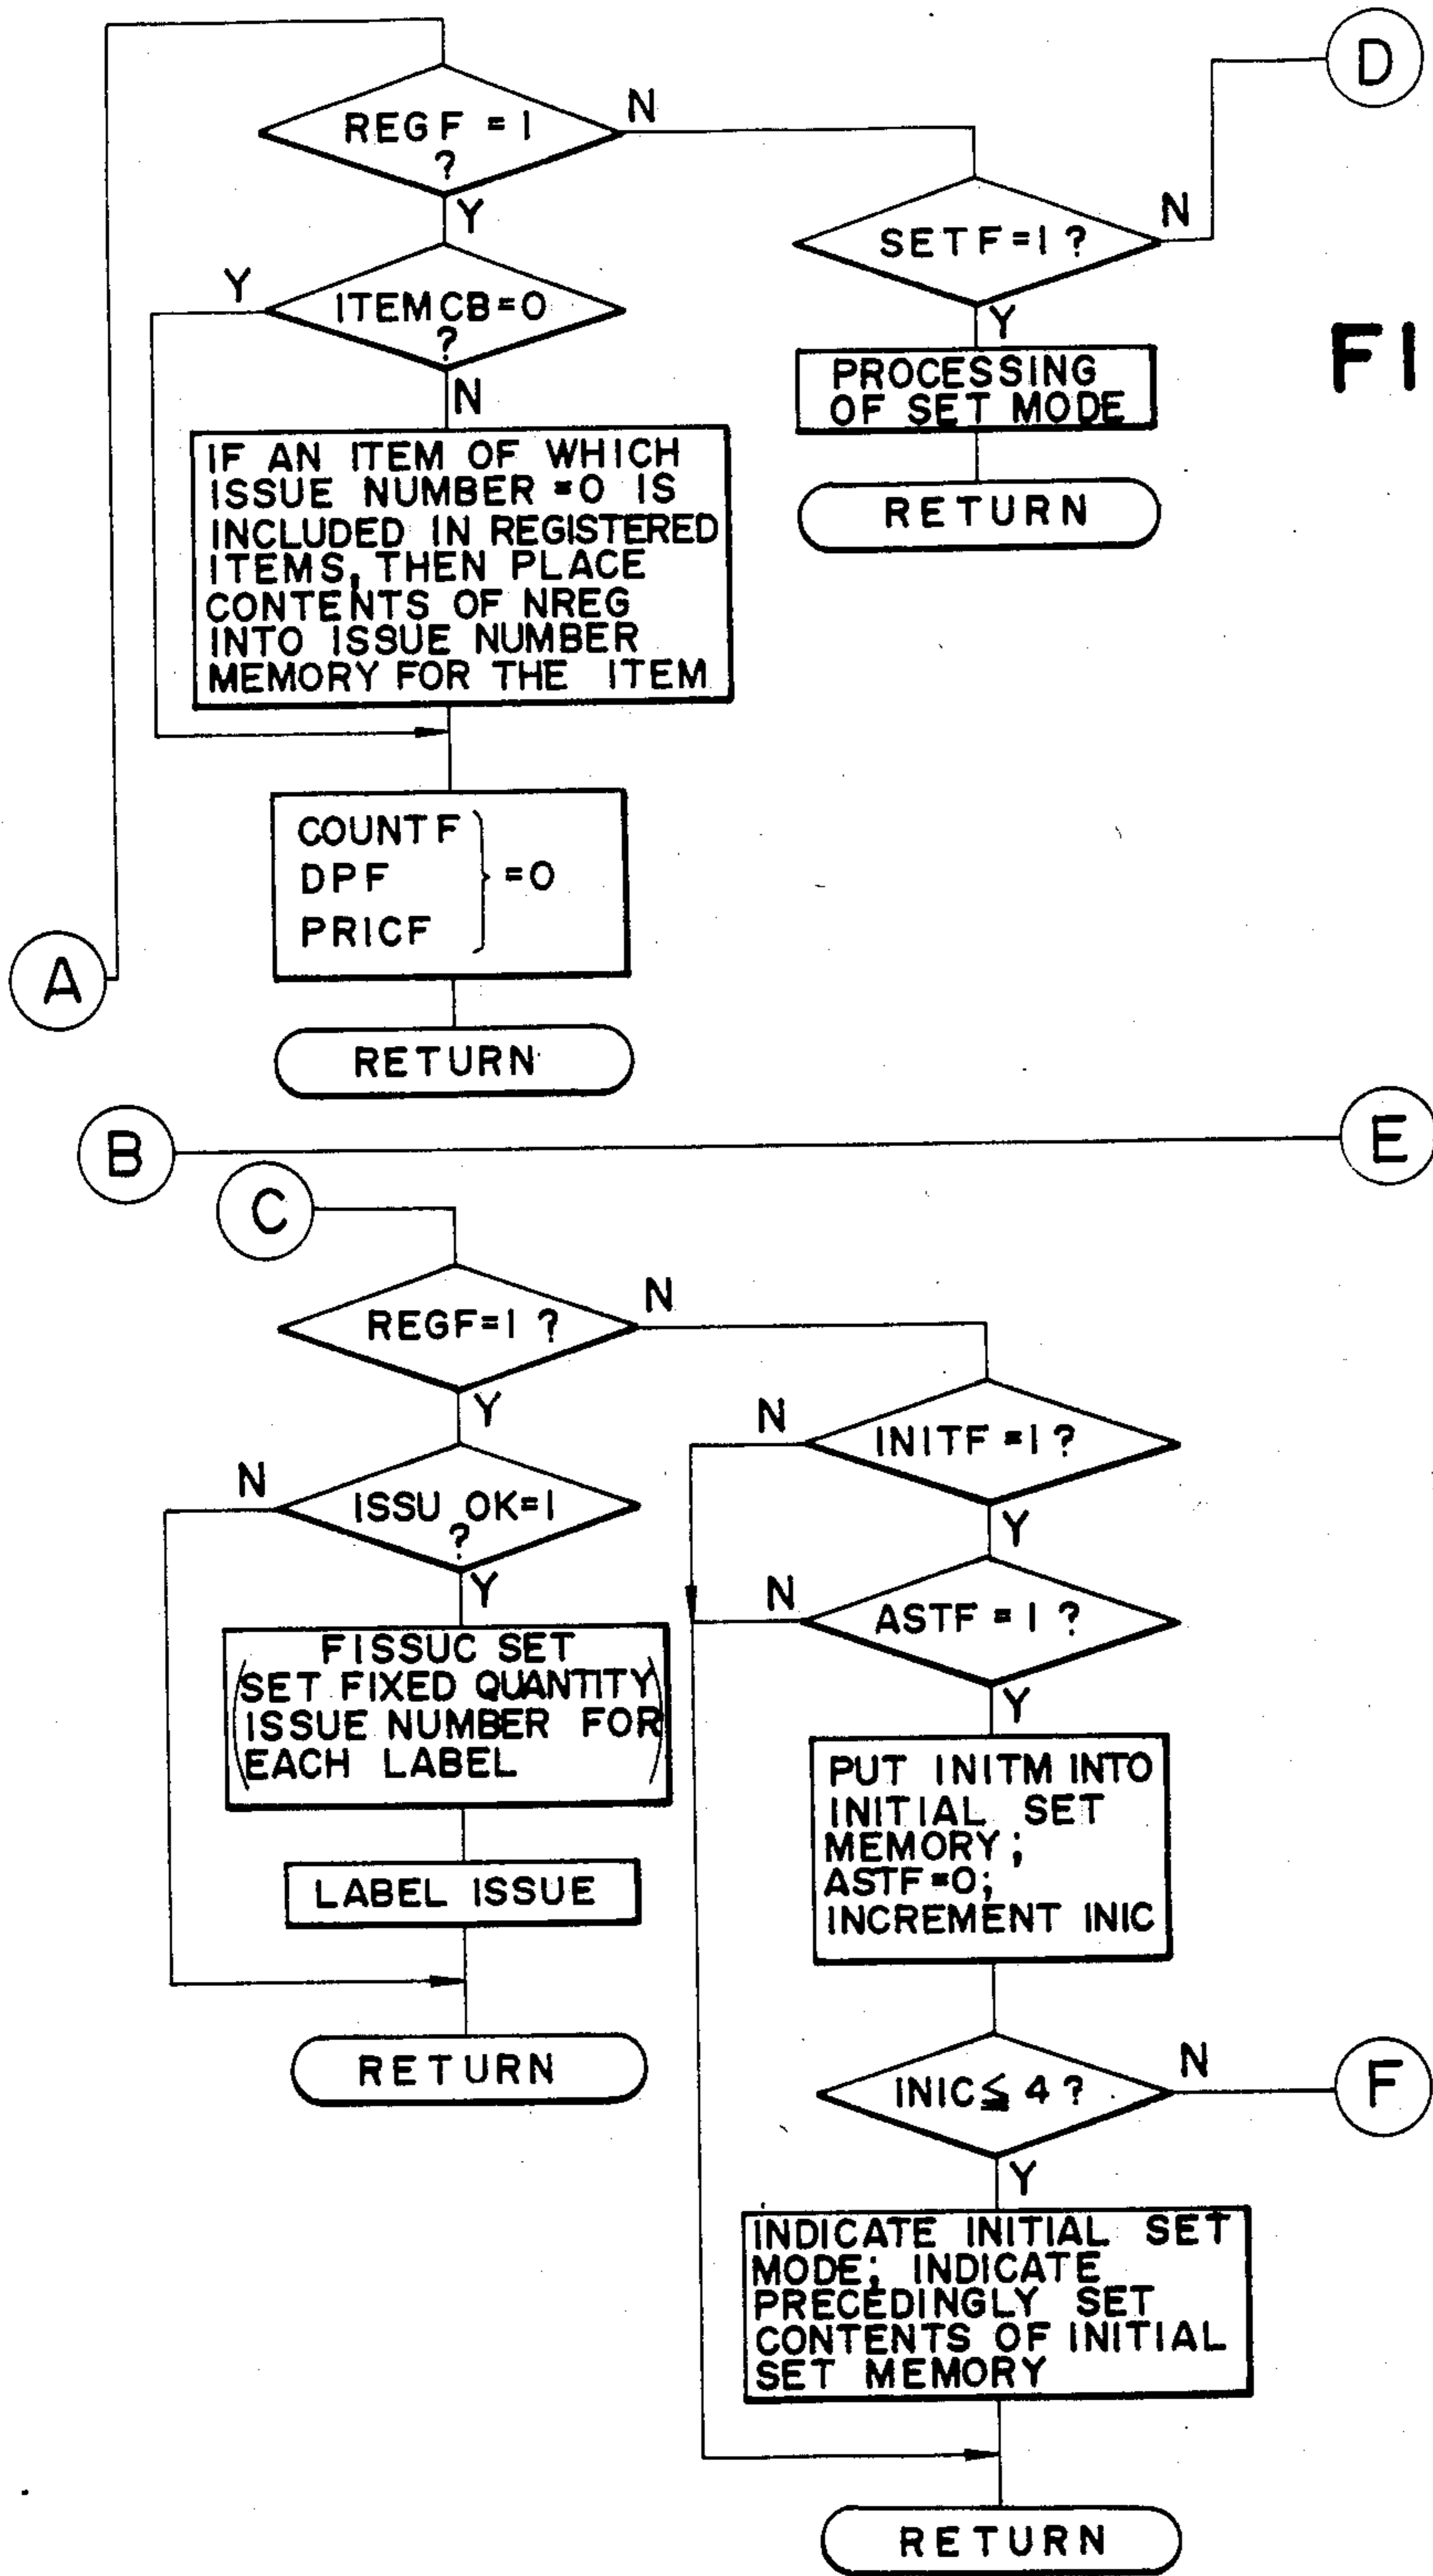 D
REGF = 1
?
N
Y
SETF=1 ?
N
Y
ITEMCB=0
?
Y
N
FI
PROCESSING
OF SET MODE
RETURN
IF AN ITEM OF WHICH
ISSUE NUMBER =0 IS
INCLUDED IN REGISTERED
ITEMS, THEN PLACE
CONTENTS OF NREG
INTO ISSUE NUMBER
MEMORY FOR THE ITEM
COUNTF
DPF
PRICF
=0
A
RETURN
B
E
C
REGF=1 ?
N
Y
INITF =1 ?
N
Y
ISSU OK=1
?
N
Y
ASTF = 1 ?
N
Y
FISSUC SET
(SET FIXED QUANTITY
ISSUE NUMBER FOR
EACH LABEL)
LABEL ISSUE
RETURN
PUT INITM INTO
INITIAL SET
MEMORY;
ASTF=0;
INCREMENT INIC
INIC≦4 ?
N
F
Y
INDICATE INITIAL SET
MODE; INDICATE
PRECEDINGLY SET
CONTENTS OF INITIAL
SET MEMORY
RETURN